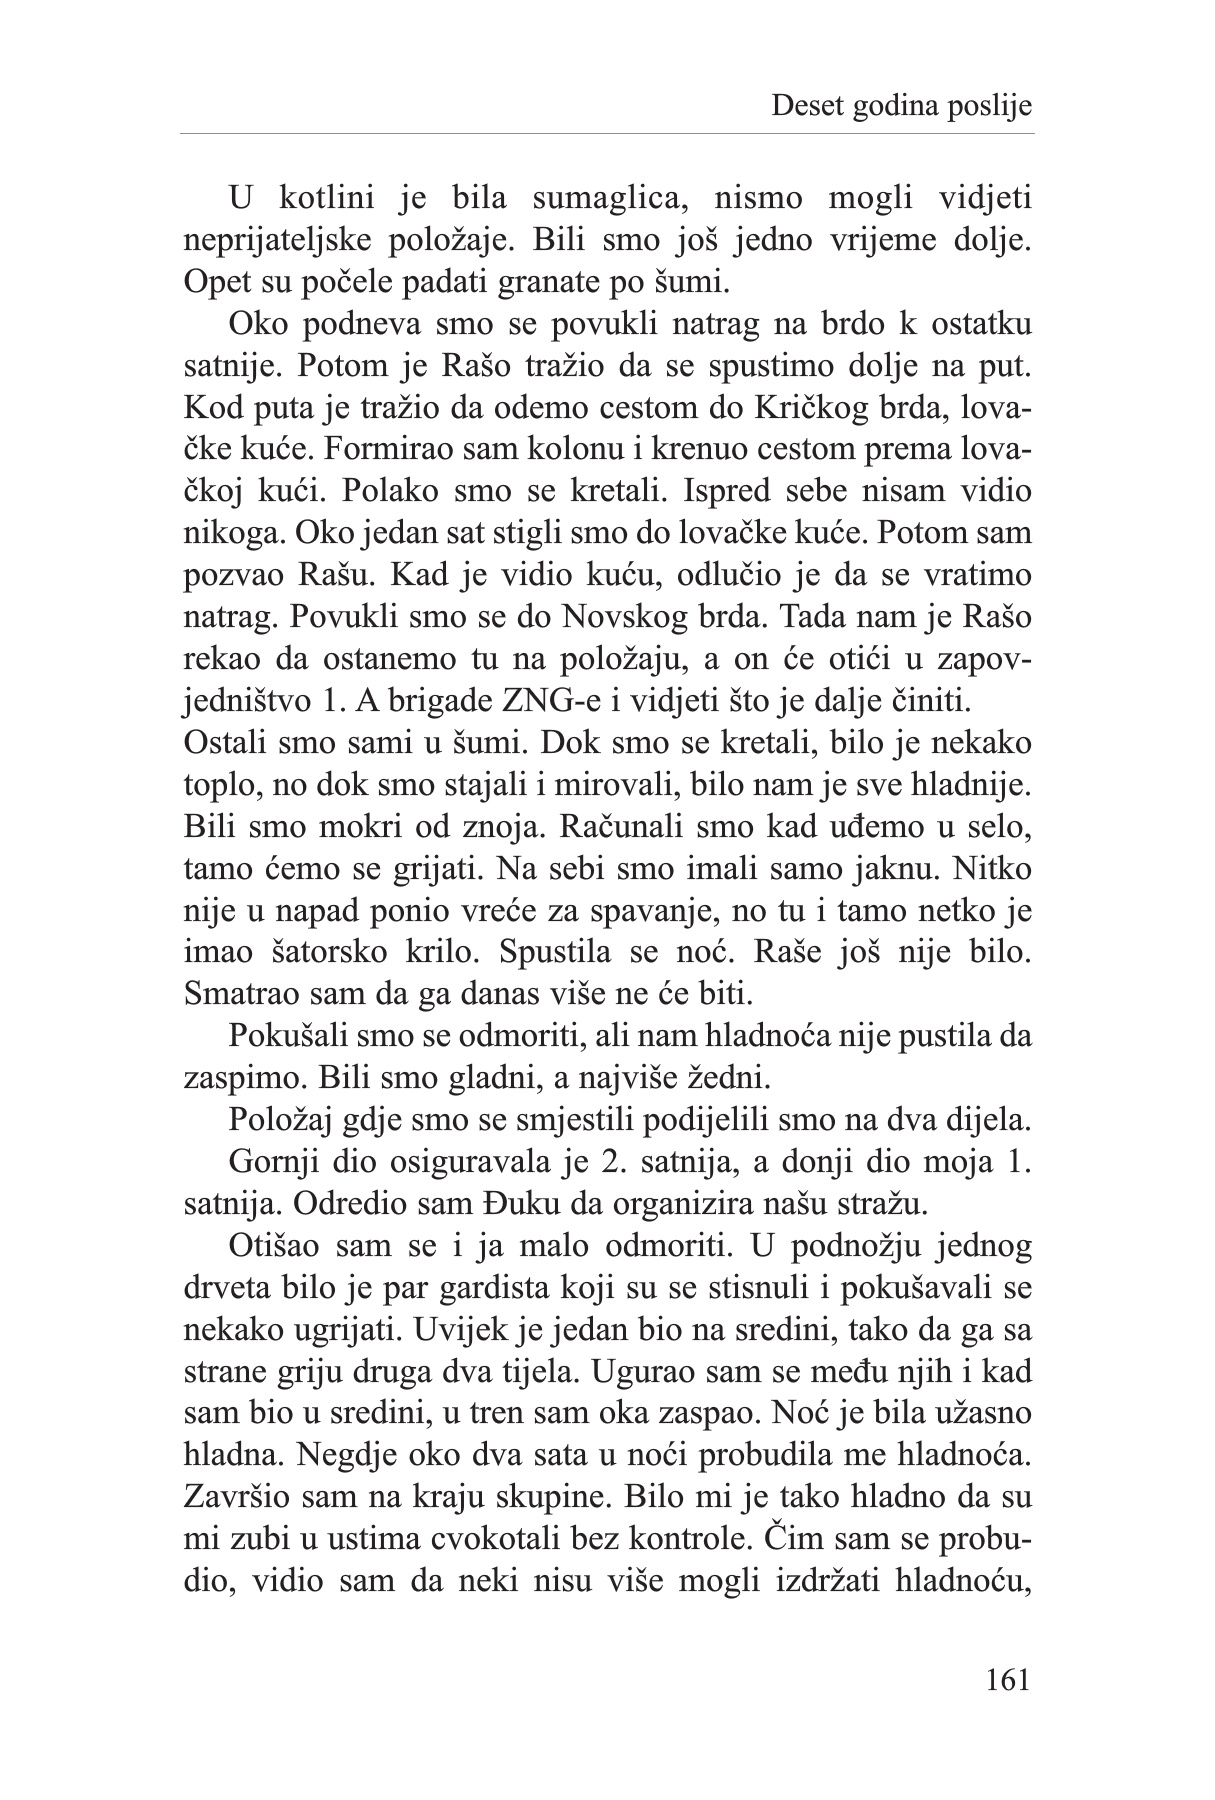 Deset godina poslije
U kotlini je bila sumaglica, nismo mogli vidjeti
neprijateljske položaje. Bili smo još jedno vrijeme dolje.
Opet su počele padati granate po šumi.
Oko podneva smo se povukli natrag na brdo k ostatku
satnije. Potom je Rašo tražio da se spustimo dolje na put.
Kod puta je tražio da odemo cestom do Kričkog brda, lova-
čke kuće. Formirao sam kolonu i krenuo cestom prema lova-
čkoj kući. Polako smo se kretali. Ispred sebe nisam vidio
nikoga. Oko jedan sat stigli smo do lovačke kuće. Potom sam
pozvao Rašu. Kad je vidio kuću, odlučio je da se vratimo
natrag. Povukli smo se do Novskog brda. Tada nam je Rašo
rekao da ostanemo tu na položaju, a on će otići u zapov-
jedništvo 1. A brigade ZNG-e i vidjeti što je dalje činiti.
Ostali smo sami u šumi. Dok smo se kretali, bilo je nekako
toplo, no dok smo stajali i mirovali, bilo nam je sve hladnije.
Bili smo mokri od znoja. Računali smo kad uđemo u selo,
tamo ćemo se grijati. Na sebi smo imali samo jaknu. Nitko
nije u napad ponio vreće za spavanje, no tu i tamo netko je
imao šatorsko krilo. Spustila se noć. Raše još nije bilo.
Smatrao sam da ga danas više ne će biti.
Pokušali smo se odmoriti, ali nam hladnoća nije pustila da
zaspimo. Bili smo gladni, a najviše žedni.
Položaj gdje smo se smjestili podijelili smo na dva dijela.
Gornji dio osiguravala je 2. satnija, a donji dio moja 1.
satnija. Odredio sam Đuku da organizira našu stražu.
Otišao sam se i ja malo odmoriti. U podnožju jednog
drveta bilo je par gardista koji su se stisnuli i pokušavali se
nekako ugrijati. Uvijek je jedan bio na sredini, tako da ga sa
strane griju druga dva tijela. Ugurao sam se među njih i kad
sam bio u sredini, u tren sam oka zaspao. Noć je bila užasno
hladna. Negdje oko dva sata u noći probudila me hladnoća.
Završio sam na kraju skupine. Bilo mi je tako hladno da su
mi zubi u ustima cvokotali bez kontrole. Čim sam se probu-
dio, vidio sam da neki nisu više mogli izdržati hladnoću,
161